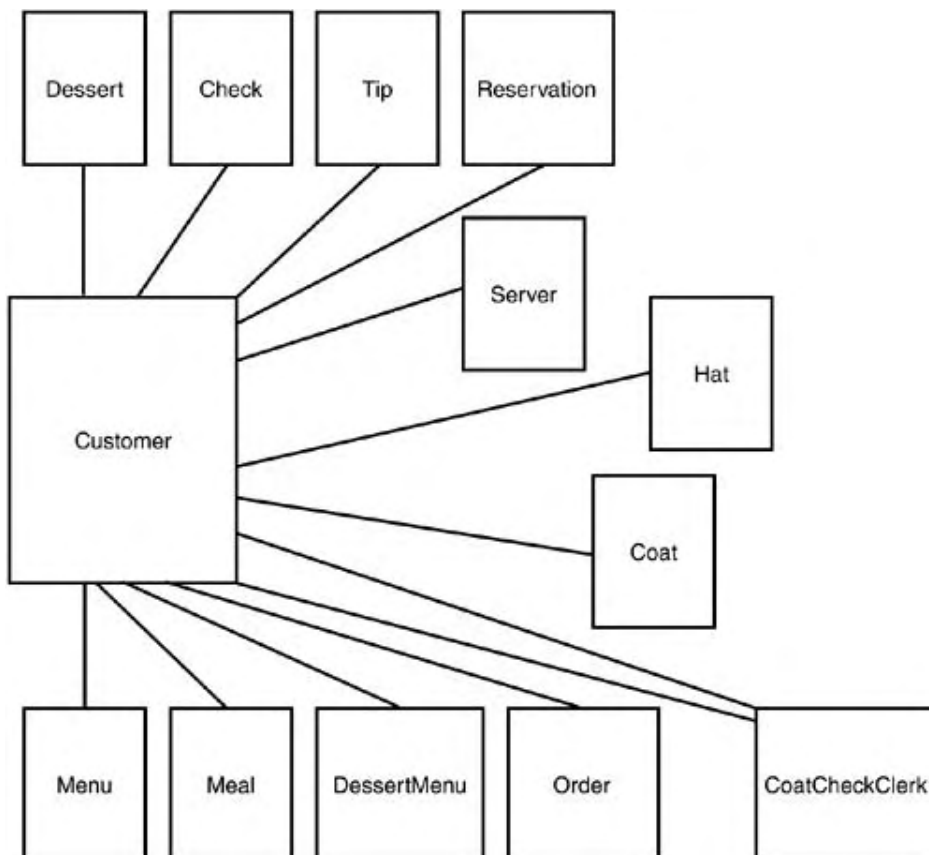 Dessert
Check
Tip
Reservation
Server
Hat
Customer
Coat
Menu
Meal
DessertMenu
Order
CoatCheckClerk